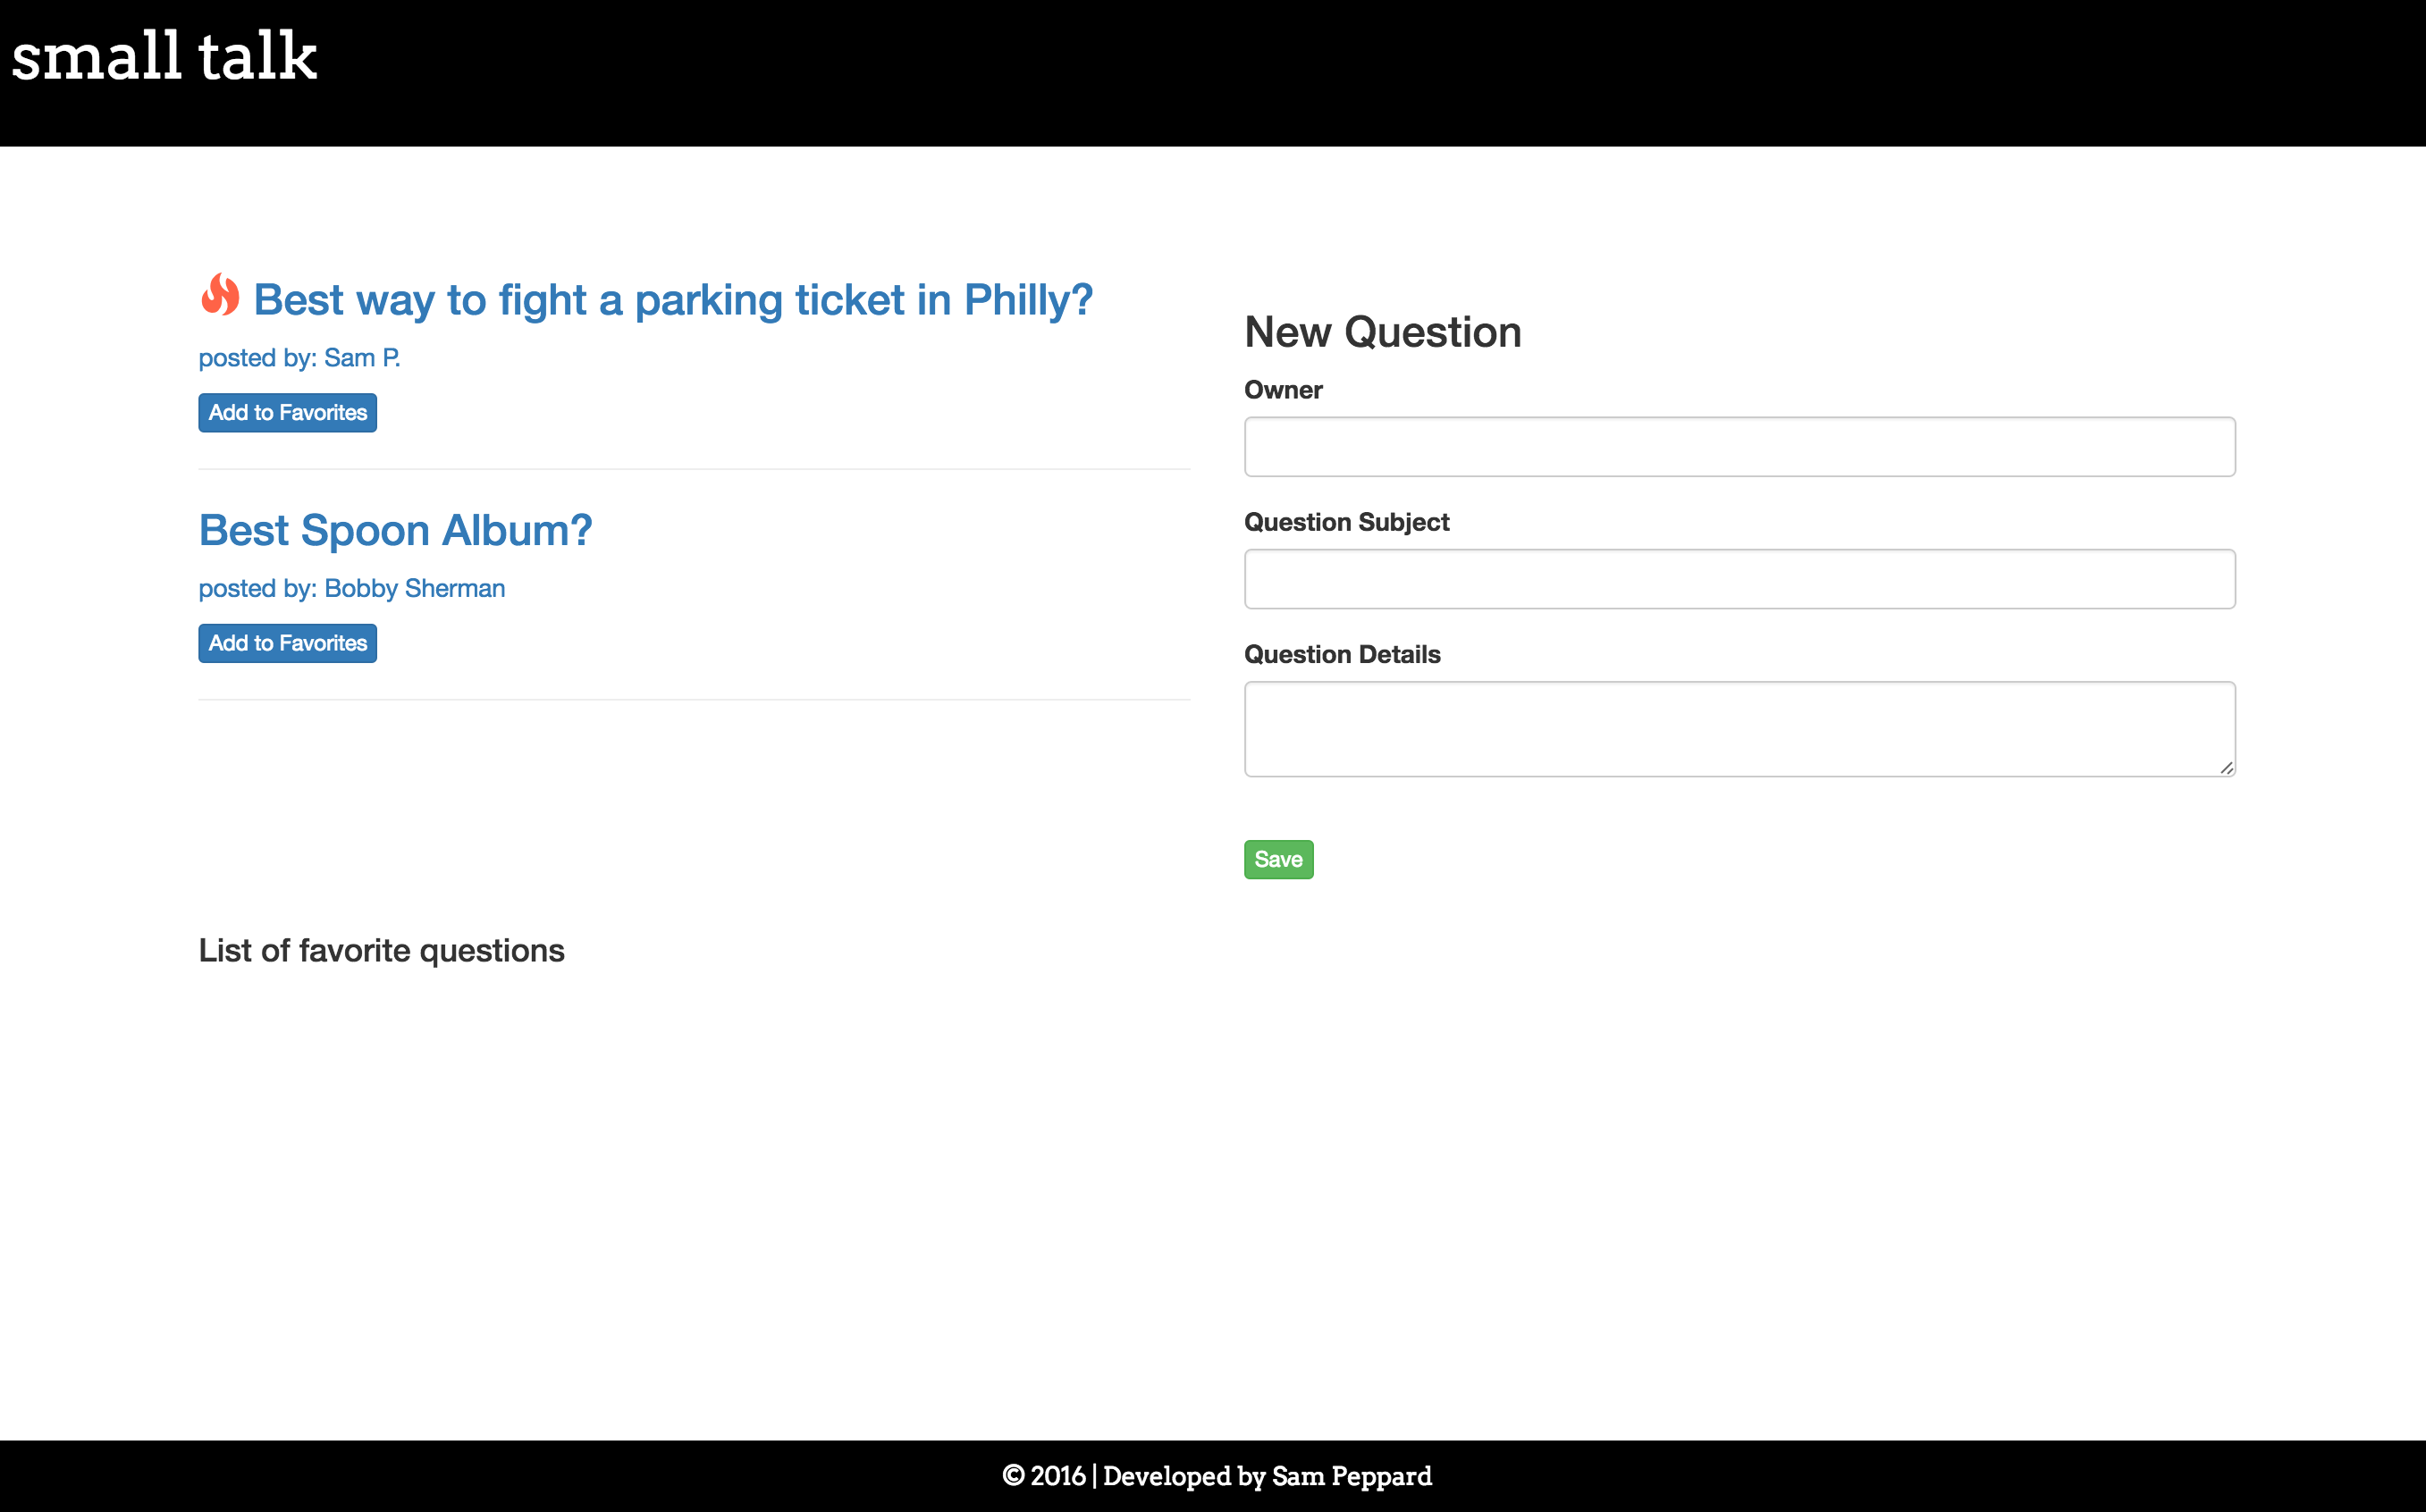 small talk
Best way to fight a parking ticket in Philly?
posted by: Sam P.
Add to Favorites
Best Spoon Album?
posted by: Bobby Sherman
Add to Favorites
New Question
Owner
Question Subject
Question Details
Save
List of favorite questions
© 2016 | Developed by Sam Peppard